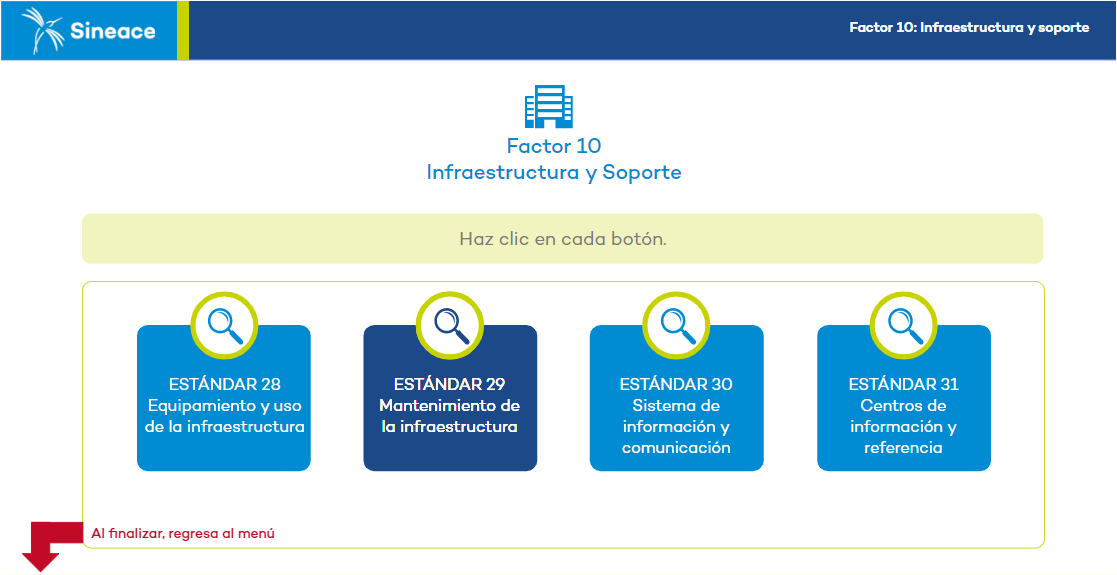 Sineace
Factor 10: Infraestructura y soporte
Factor 10
Infraestructura y Soporte
Haz clic en cada botón.
ESTÁNDAR 28
Equipamiento y uso
de la infraestructura
ESTÁNDAR 29
Mantenimiento de
la infraestructura
ESTÁNDAR 30
Sistema de
información y
comunicación
ESTÁNDAR 31
Centros de
información y
referencia
Al finalizar, regresa al menú